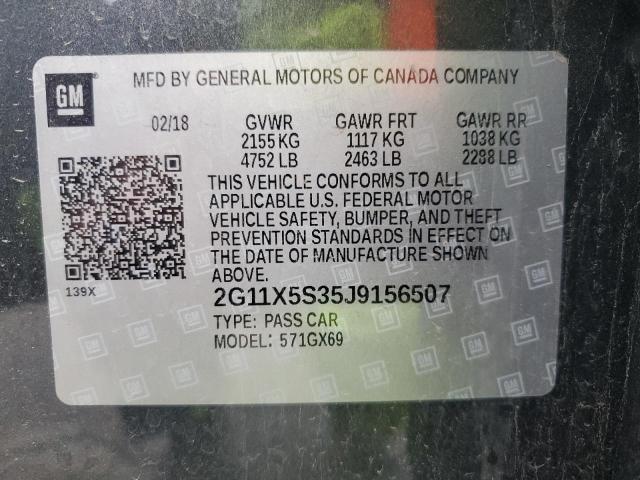 GM
MFD BY GENERAL MOTORS OF CANADA COMPANY
02/18 GVWR GAWR FRT GAWR RR
2155 KG 1117 KG 1038 KG
4752 LB 2463 LB 2288 LB
THIS VEHICLE CONFORMS TO ALL
APPLICABLE U.S. FEDERAL MOTOR
VEHICLE SAFETY, BUMPER, AND THEFT
PREVENTION STANDARDS IN EFFECT ON
THE DATE OF MANUFACTURE SHOWN
ABOVE.
139X
2G11X5S35J9156507
TYPE: PASS CAR
MODEL: 571GX69